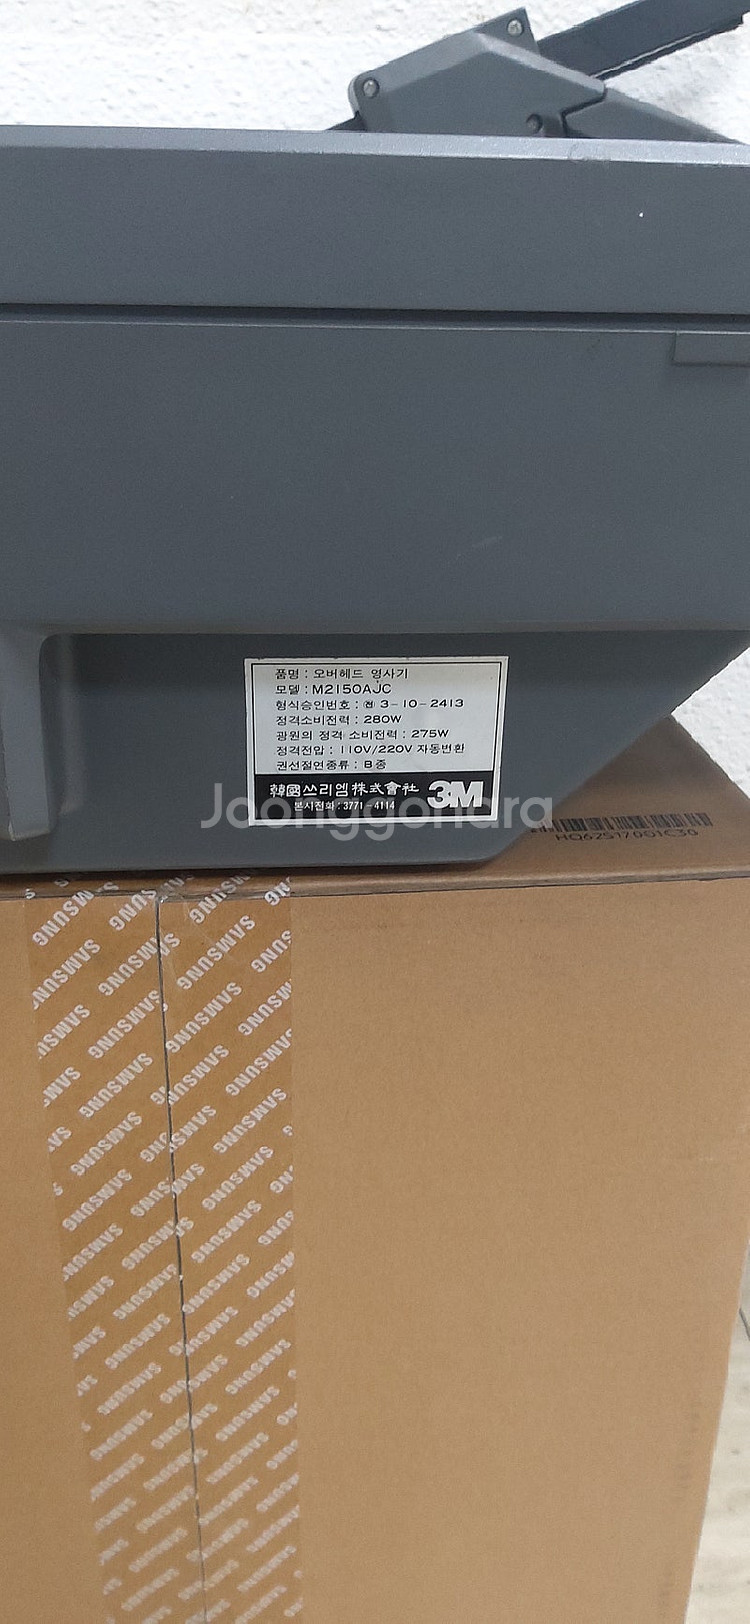 품명 : 오버헤드 영사기
모델 : M2150AJC
형식승인번호 : ㉠ 3-10-2413
정격소비전력 : 280W
광원의 정격 소비전력 : 275W
정격전압 : 110V/220V 자동변환
권선절연종류 : B종
韓國쓰리엠株式會社 3M
본사전화 : 3771-4114
Joonggonara
HQ62517001C30
SAMSUNG